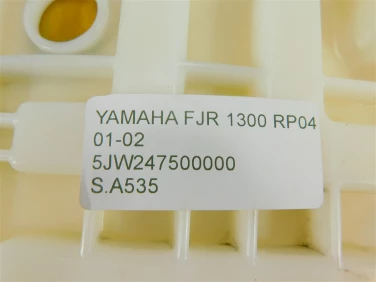 YAMAHA FJR 1300 RP04
01-02
5JW247500000
S.A535